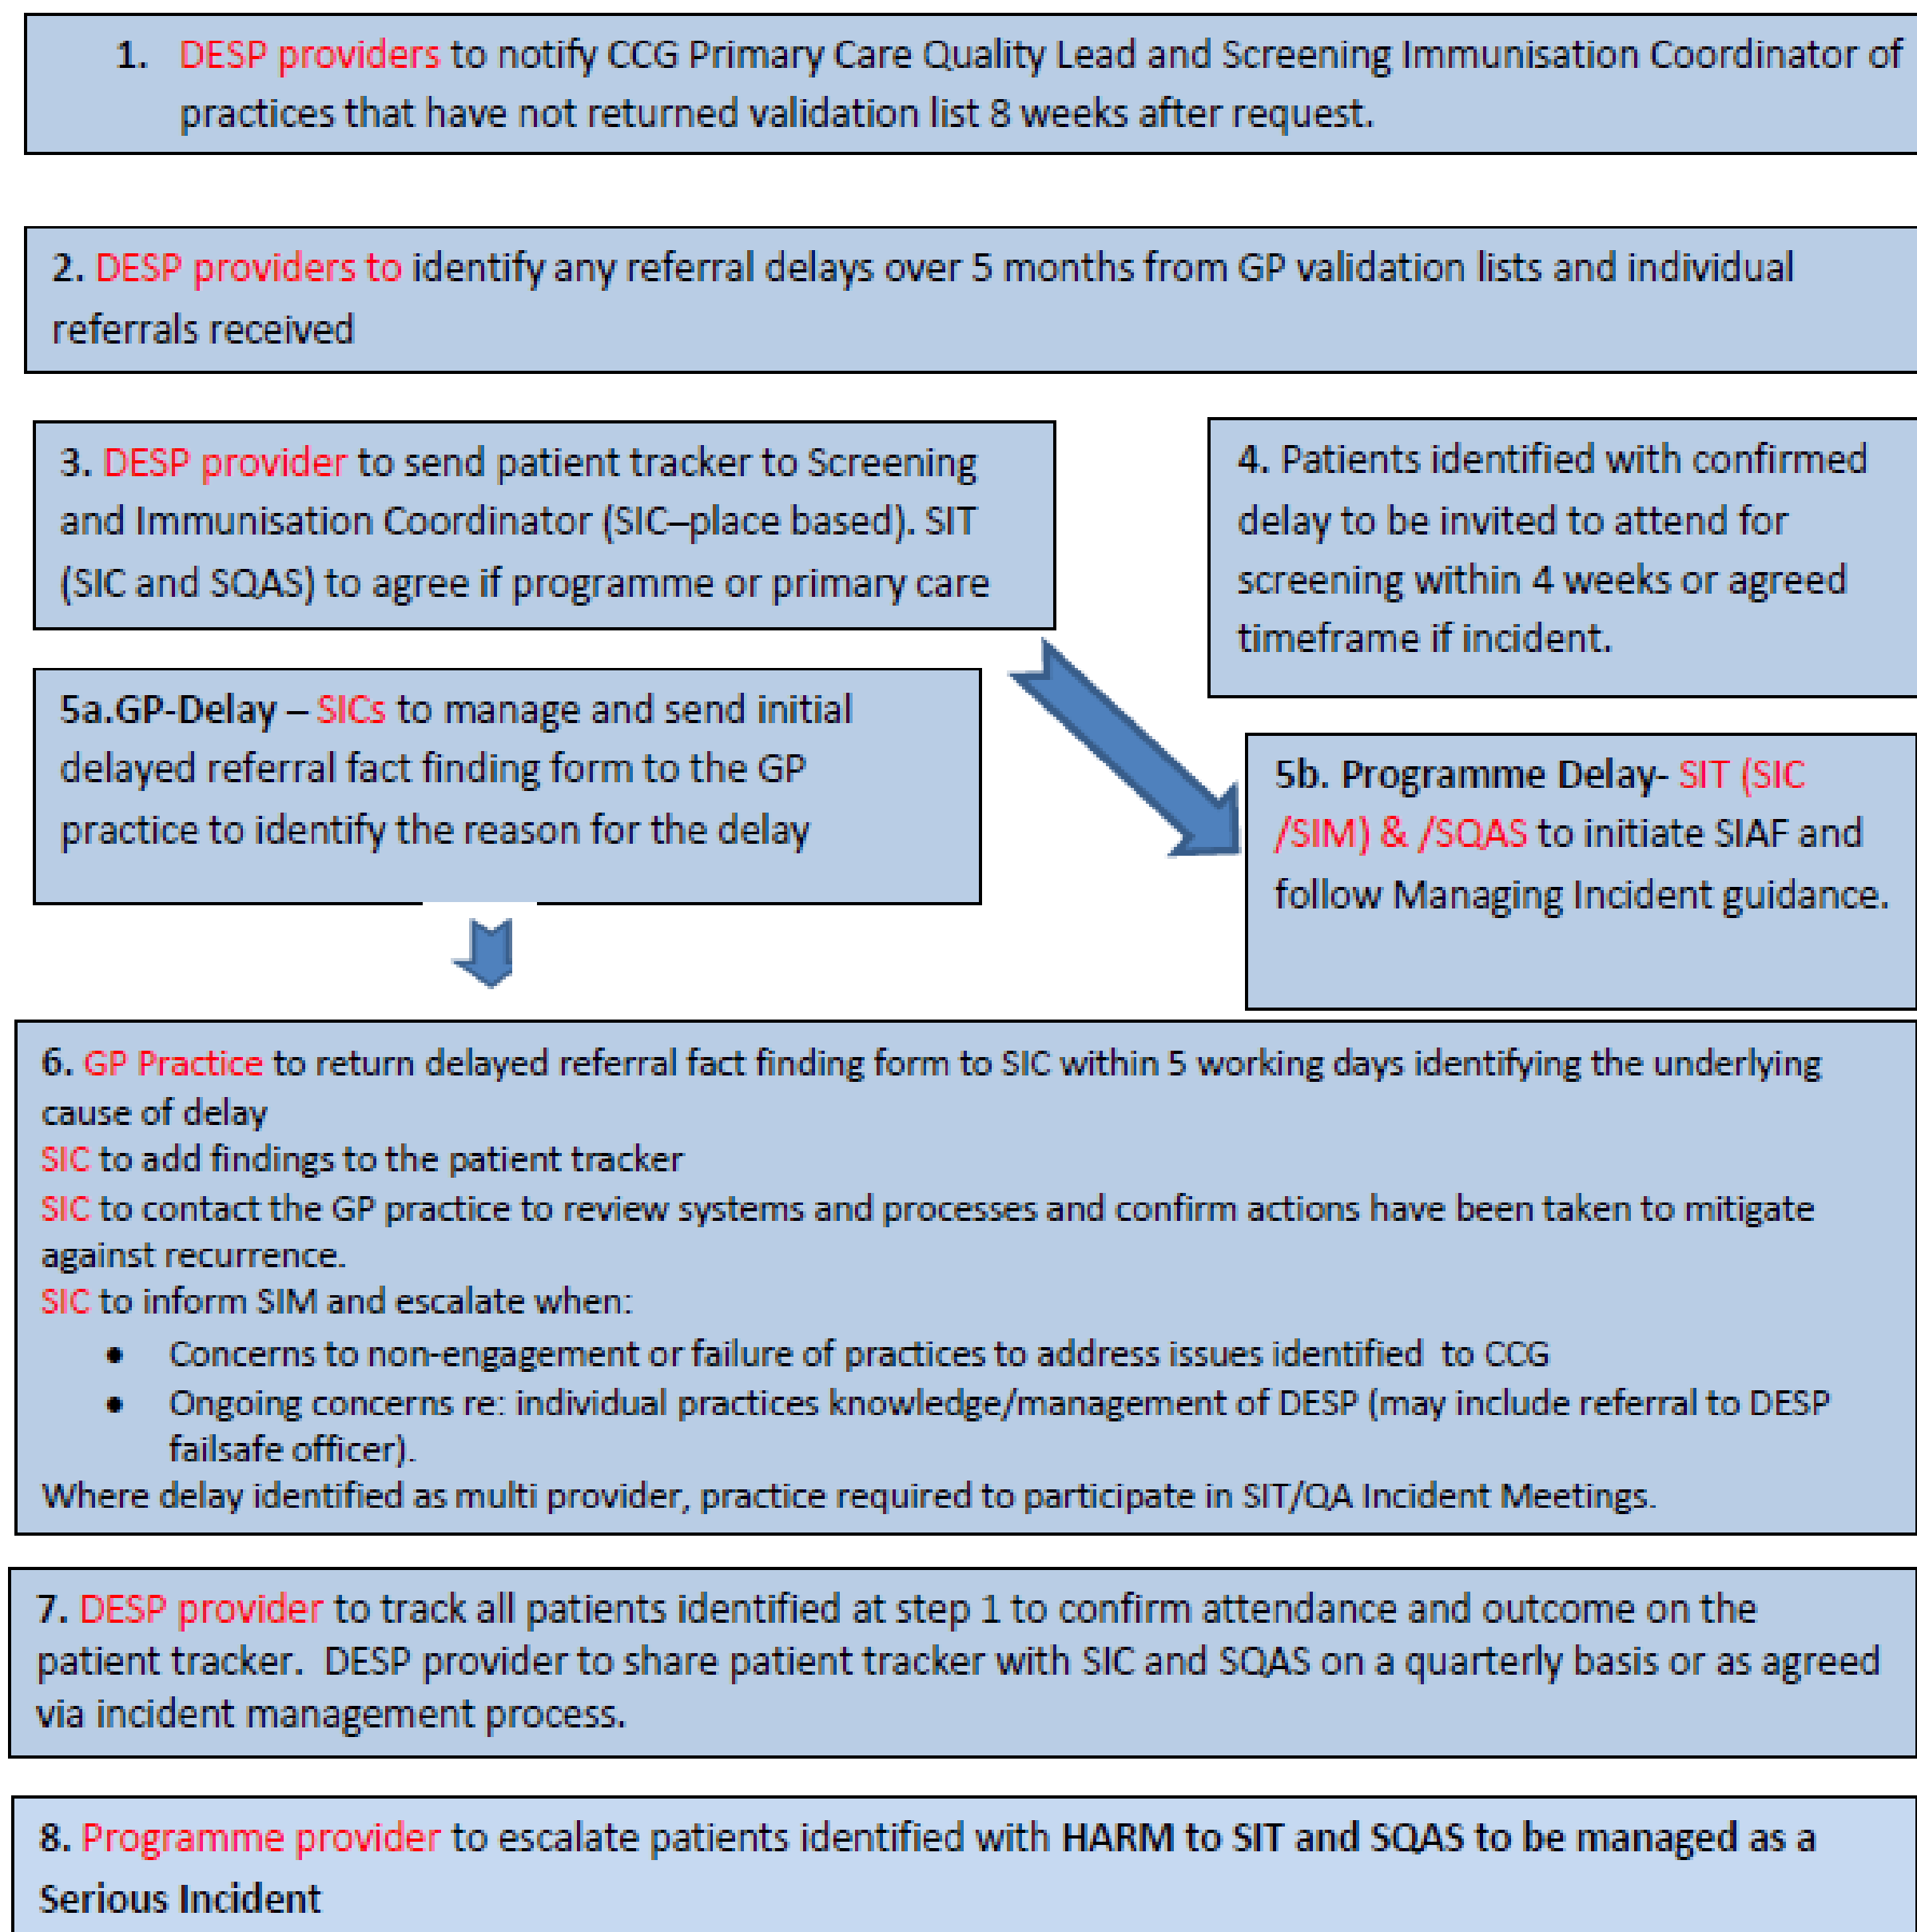 1. DESP providers to notify CCG Primary Care Quality Lead and Screening Immunisation Coordinator of
practices that have not returned validation list 8 weeks after request.
2. DESP providers to identify any referral delays over 5 months from GP validation lists and individual
referrals received
3. DESP provider to send patient tracker to Screening
and Immunisation Coordinator (SIC–place based). SIT
(SIC and SQAS) to agree if programme or primary care
4. Patients identified with confirmed
delay to be invited to attend for
screening within 4 weeks or agreed
timeframe if incident.
5a.GP-Delay – SICs to manage and send initial
delayed referral fact finding form to the GP
practice to identify the reason for the delay
5b. Programme Delay- SIT (SIC
/SIM) & /SQAS to initiate SIAF and
follow Managing Incident guidance.
6. GP Practice to return delayed referral fact finding form to SIC within 5 working days identifying the underlying
cause of delay
SIC to add findings to the patient tracker
SIC to contact the GP practice to review systems and processes and confirm actions have been taken to mitigate
against recurrence.
SIC to inform SIM and escalate when:
• Concerns to non-engagement or failure of practices to address issues identified to CCG
• Ongoing concerns re: individual practices knowledge/management of DESP (may include referral to DESP
failsafe officer).
Where delay identified as multi provider, practice required to participate in SIT/QA Incident Meetings.
7. DESP provider to track all patients identified at step 1 to confirm attendance and outcome on the
patient tracker. DESP provider to share patient tracker with SIC and SQAS on a quarterly basis or as agreed
via incident management process.
8. Programme provider to escalate patients identified with HARM to SIT and SQAS to be managed as a
Serious Incident